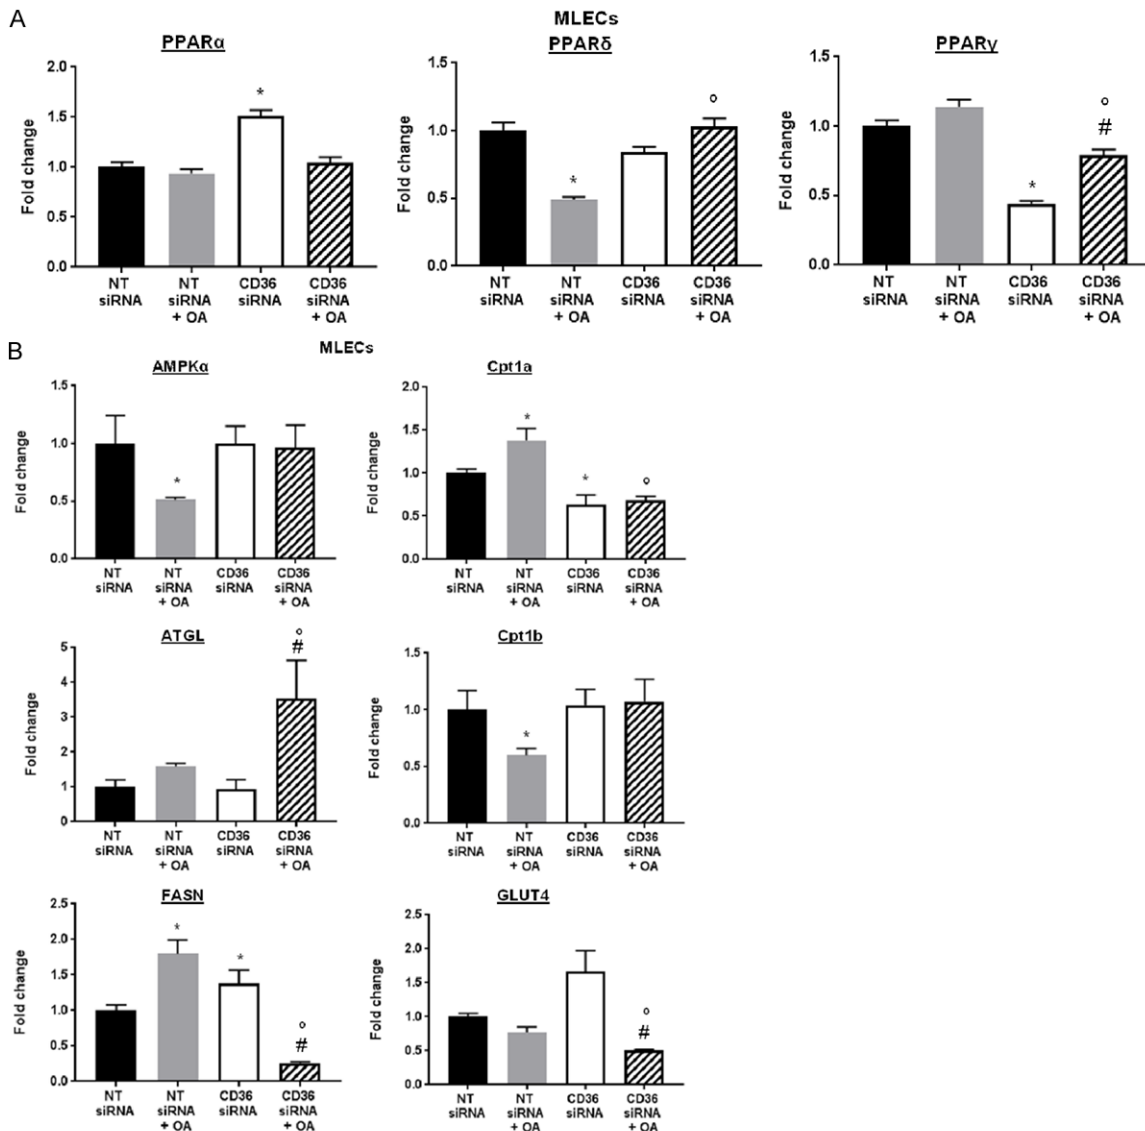 A
MLECs
PPARα
PPARδ
PPARγ
Fold change
2.0
1.5
1.0
0.5
0.0
*
NT
siRNA
NT
siRNA
+ OA
CD36
siRNA
CD36
siRNA
+ OA
Fold change
1.5
1.0
0.5
0.0
*
°
NT
siRNA
NT
siRNA
+ OA
CD36
siRNA
CD36
siRNA
+ OA
Fold change
1.5
1.0
0.5
0.0
*
°
#
NT
siRNA
NT
siRNA
+ OA
CD36
siRNA
CD36
siRNA
+ OA
B
MLECs
AMPKα
Fold change
1.5
1.0
0.5
0.0
*
NT
siRNA
NT
siRNA
+ OA
CD36
siRNA
CD36
siRNA
+ OA
Cpt1a
Fold change
2.0
1.5
1.0
0.5
0.0
*
*
°
NT
siRNA
NT
siRNA
+ OA
CD36
siRNA
CD36
siRNA
+ OA
ATGL
Fold change
5
4
3
2
1
0
°
#
NT
siRNA
NT
siRNA
+ OA
CD36
siRNA
CD36
siRNA
+ OA
Cpt1b
Fold change
1.5
1.0
0.5
0.0
*
NT
siRNA
NT
siRNA
+ OA
CD36
siRNA
CD36
siRNA
+ OA
FASN
Fold change
2.5
2.0
1.5
1.0
0.5
0.0
*
*
°
#
NT
siRNA
NT
siRNA
+ OA
CD36
siRNA
CD36
siRNA
+ OA
GLUT4
Fold change
2.5
2.0
1.5
1.0
0.5
0.0
°
#
NT
siRNA
NT
siRNA
+ OA
CD36
siRNA
CD36
siRNA
+ OA